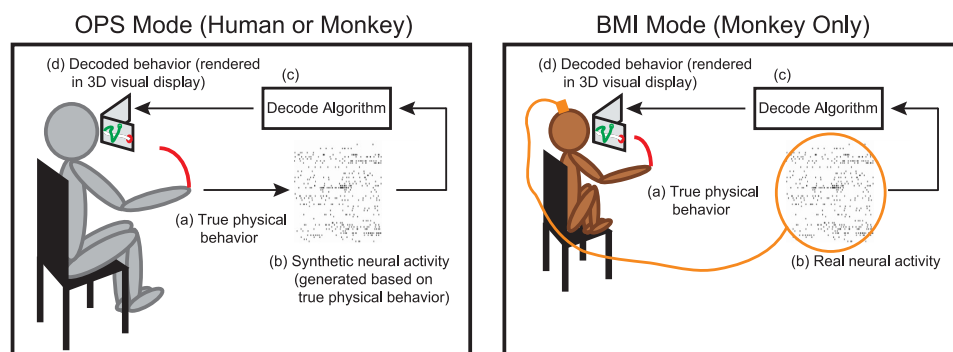 OPS Mode (Human or Monkey)
(d) Decoded behavior (rendered
in 3D visual display)
(c)
Decode Algorithm
(a) True physical
behavior
(b) Synthetic neural activity
(generated based on
true physical behavior)
BMI Mode (Monkey Only)
(d) Decoded behavior (rendered
in 3D visual display)
(c)
Decode Algorithm
(a) True physical
behavior
(b) Real neural activity